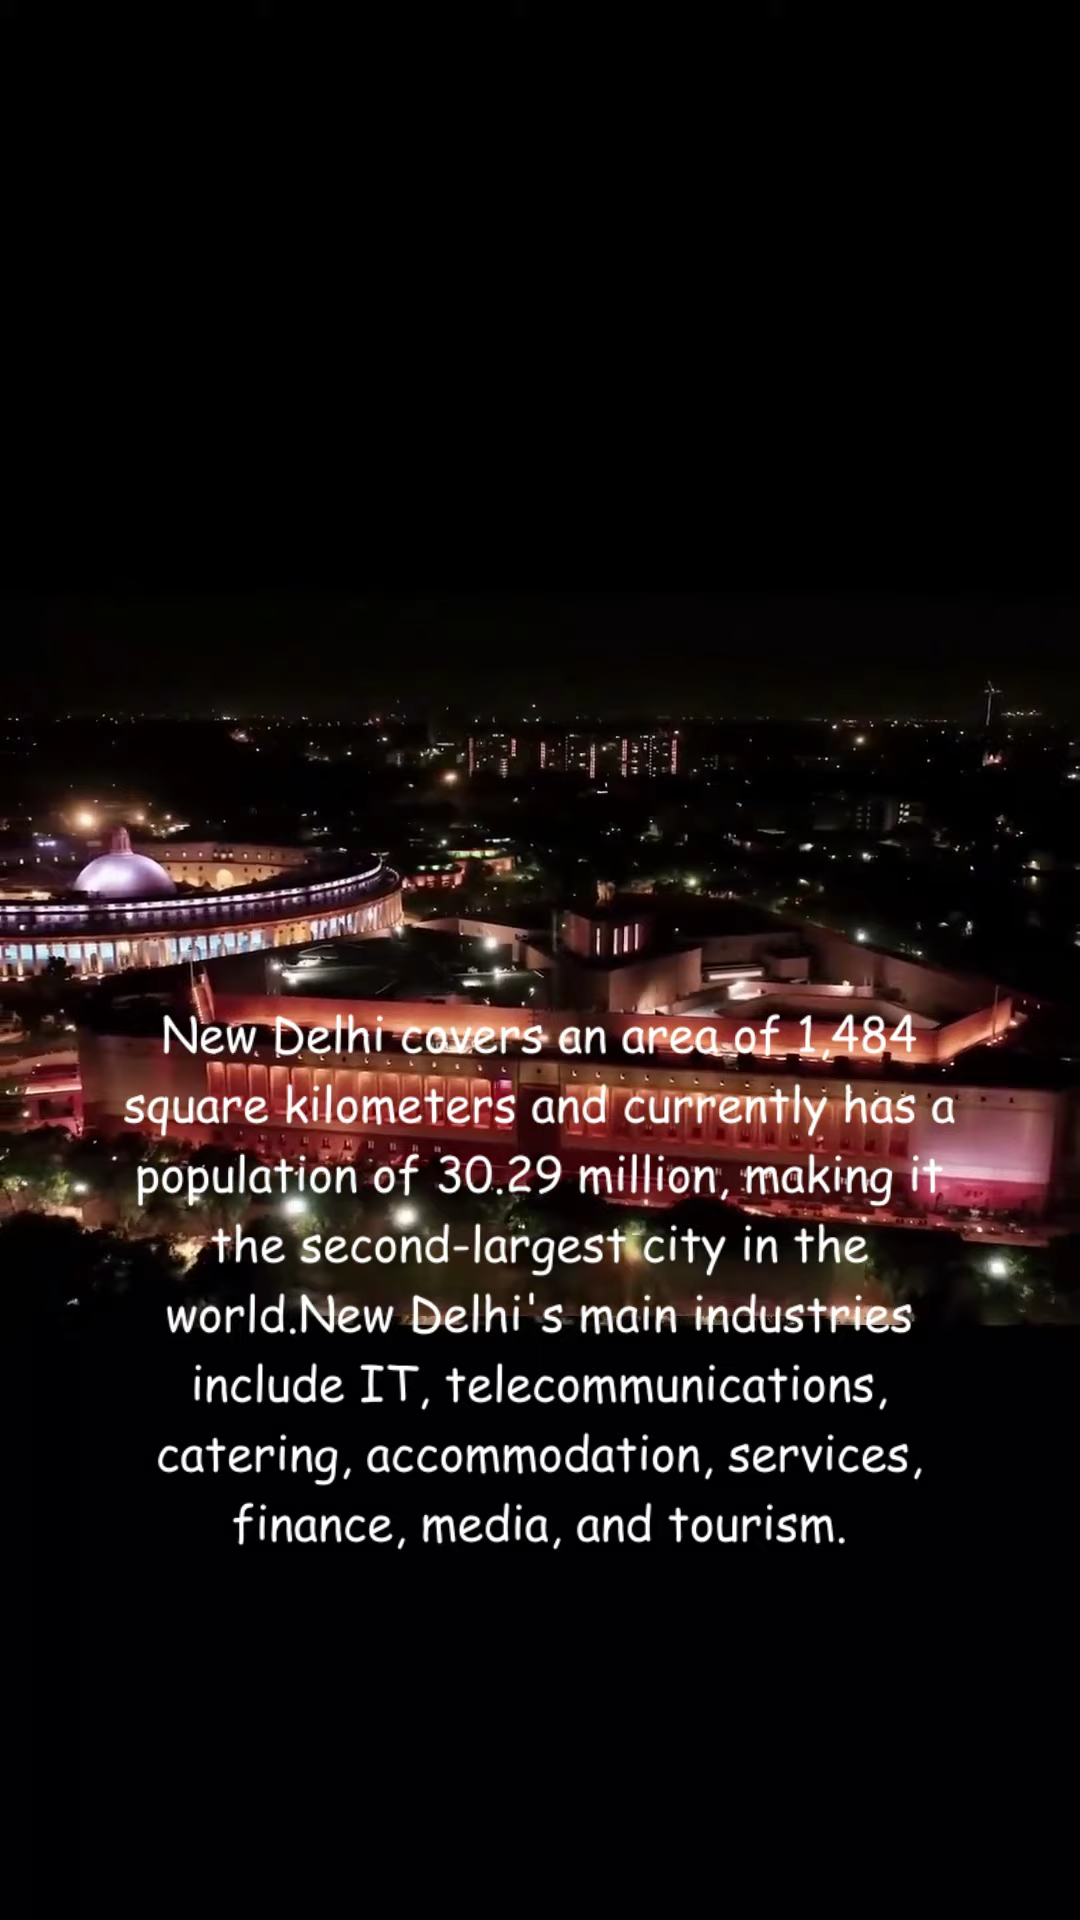 New Delhi covers an area of 1,484
square kilometers and currently has a
population of 30.29 million, making it
the second-largest city in the
world.New Delhi's main industries
include IT, telecommunications,
catering, accommodation, services,
finance, media, and tourism.